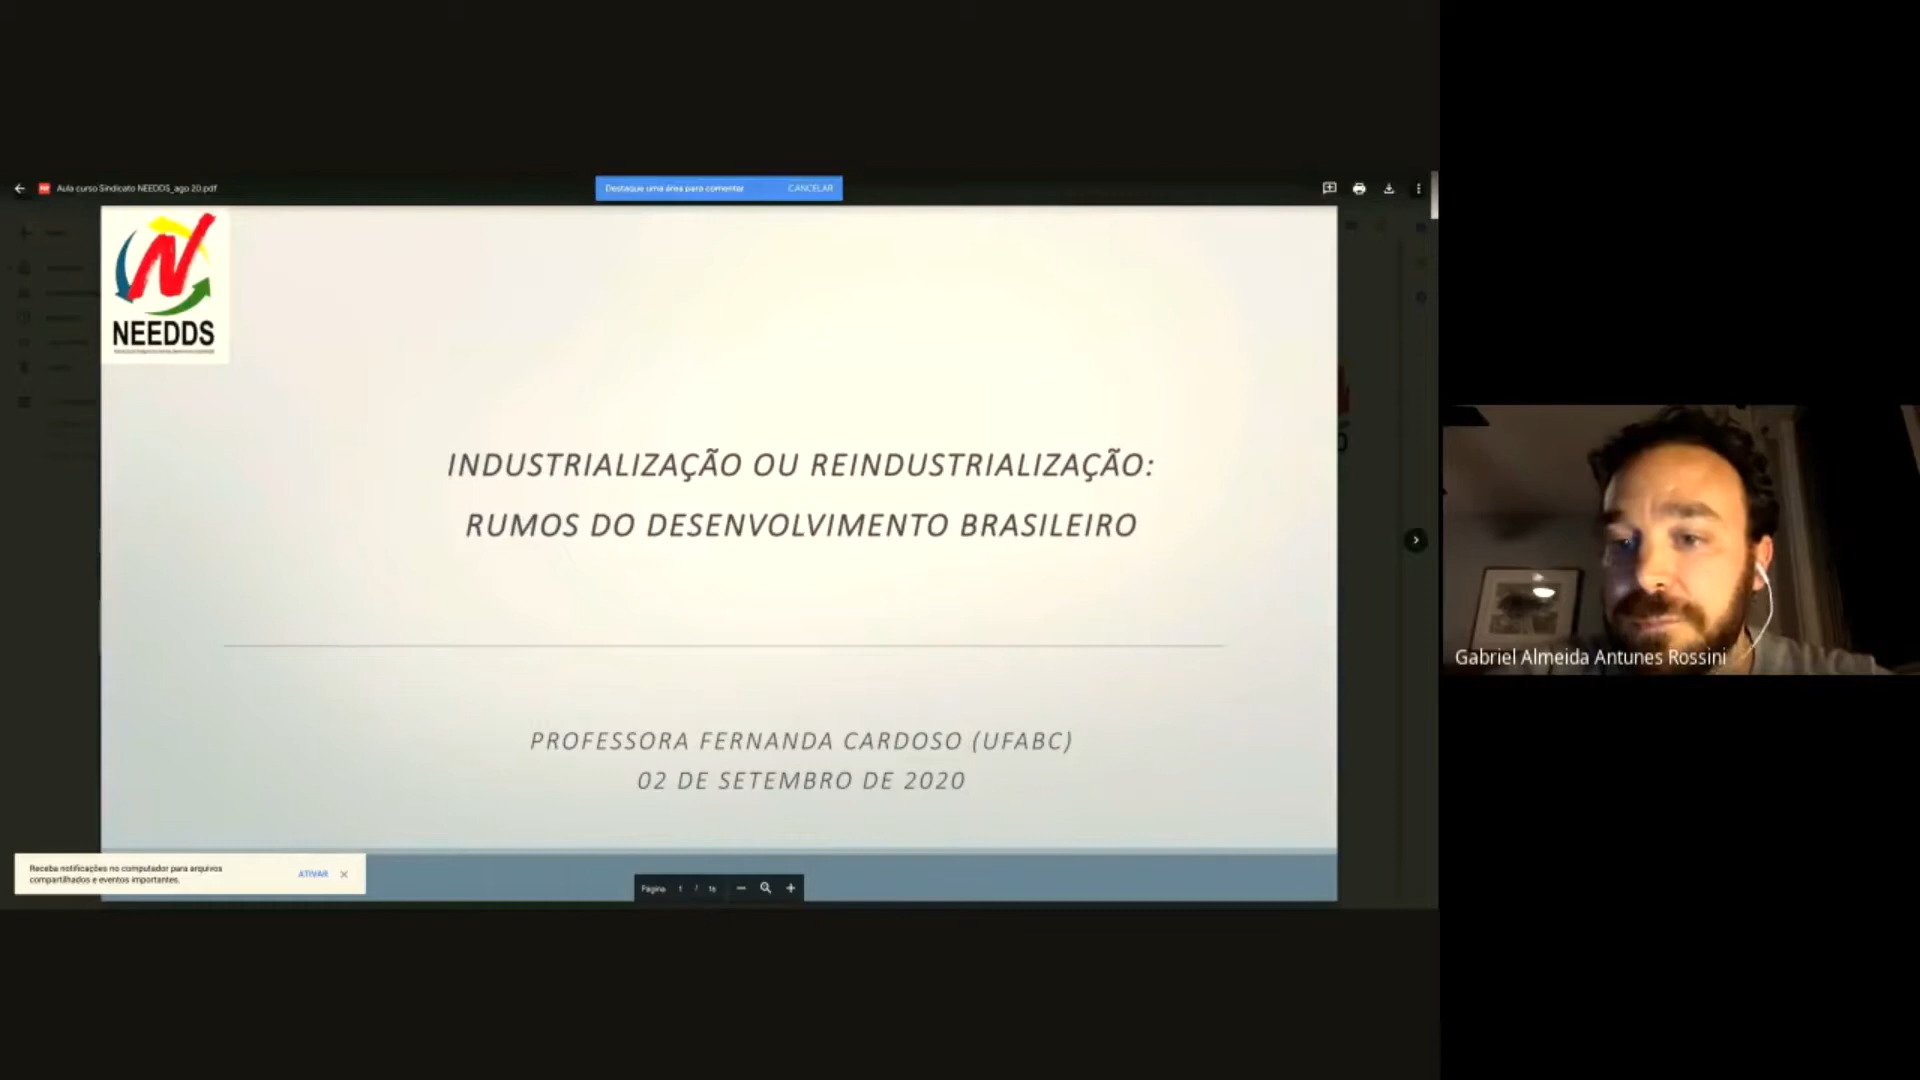 Aula curso Sindicato NEEDDS_ago 20.pdf
Destaque uma área para comentar CANCELAR
NEEDDS
INDUSTRIALIZAÇÃO OU REINDUSTRIALIZAÇÃO:
RUMOS DO DESENVOLVIMENTO BRASILEIRO
PROFESSORA FERNANDA CARDOSO (UFABC)
02 DE SETEMBRO DE 2020
Gabriel Almeida Antunes Rossini
Receba notificações no computador para arquivos
compartilhados e eventos importantes.
ATIVAR
Página 1 / 16